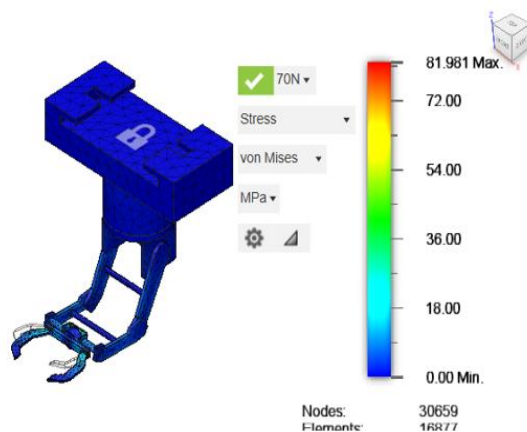 70N
Stress
von Mises
MPa
81.981 Max.
72.00
54.00
36.00
18.00
0.00 Min.
Nodes: 30659
Elements: 16877